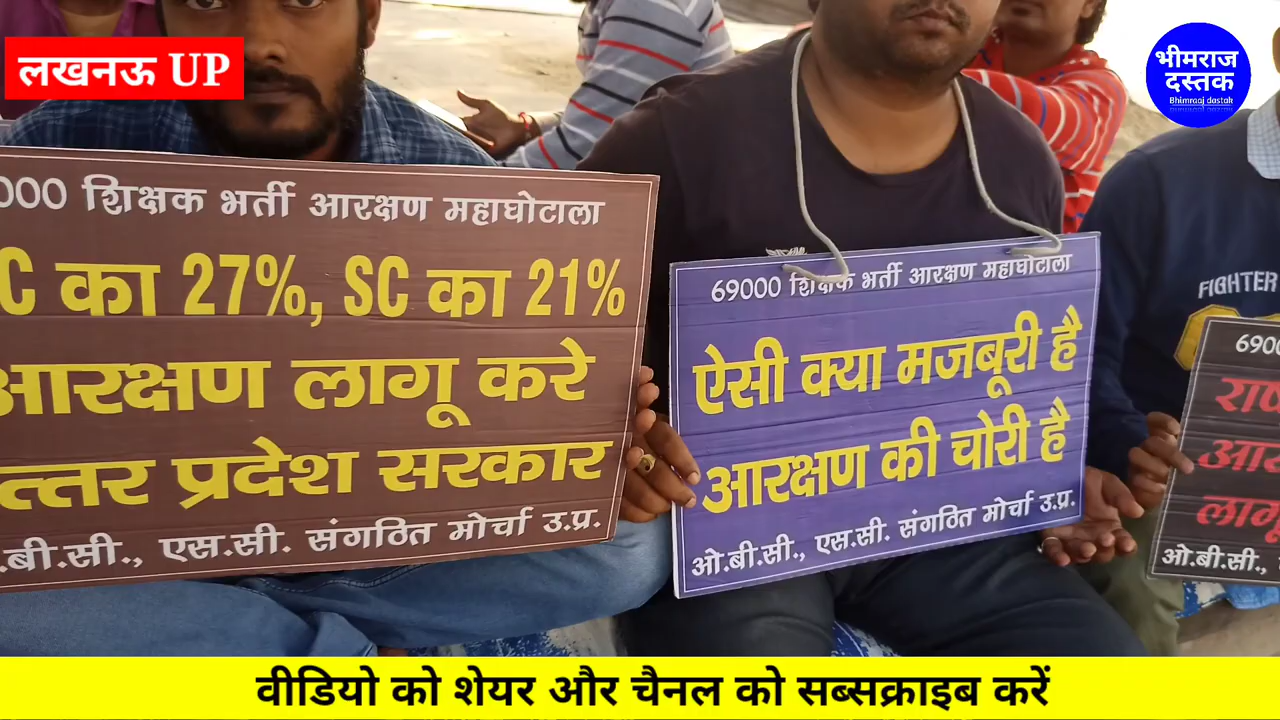 लखनऊ UP
भीमराज
दस्तक
Bhimraaj dastak
000 शिक्षक भर्ती आरक्षण महाघोटाला
C का 27%, SC का 21%
आरक्षण लागू करे
त्तर प्रदेश सरकार
.बी.सी., एस.सी. संगठित मोर्चा उ.प्र.
69000 शिक्षक भर्ती आरक्षण महाघोटाला
ऐसी क्या मजबूरी है
आरक्षण की चोरी है
ओ.बी.सी., एस.सी. संगठित मोर्चा उ.प्र.
FIGHTER
690
लागू
ओ.बी.सी.,
वीडियो को शेयर और चैनल को सब्सक्राइब करें